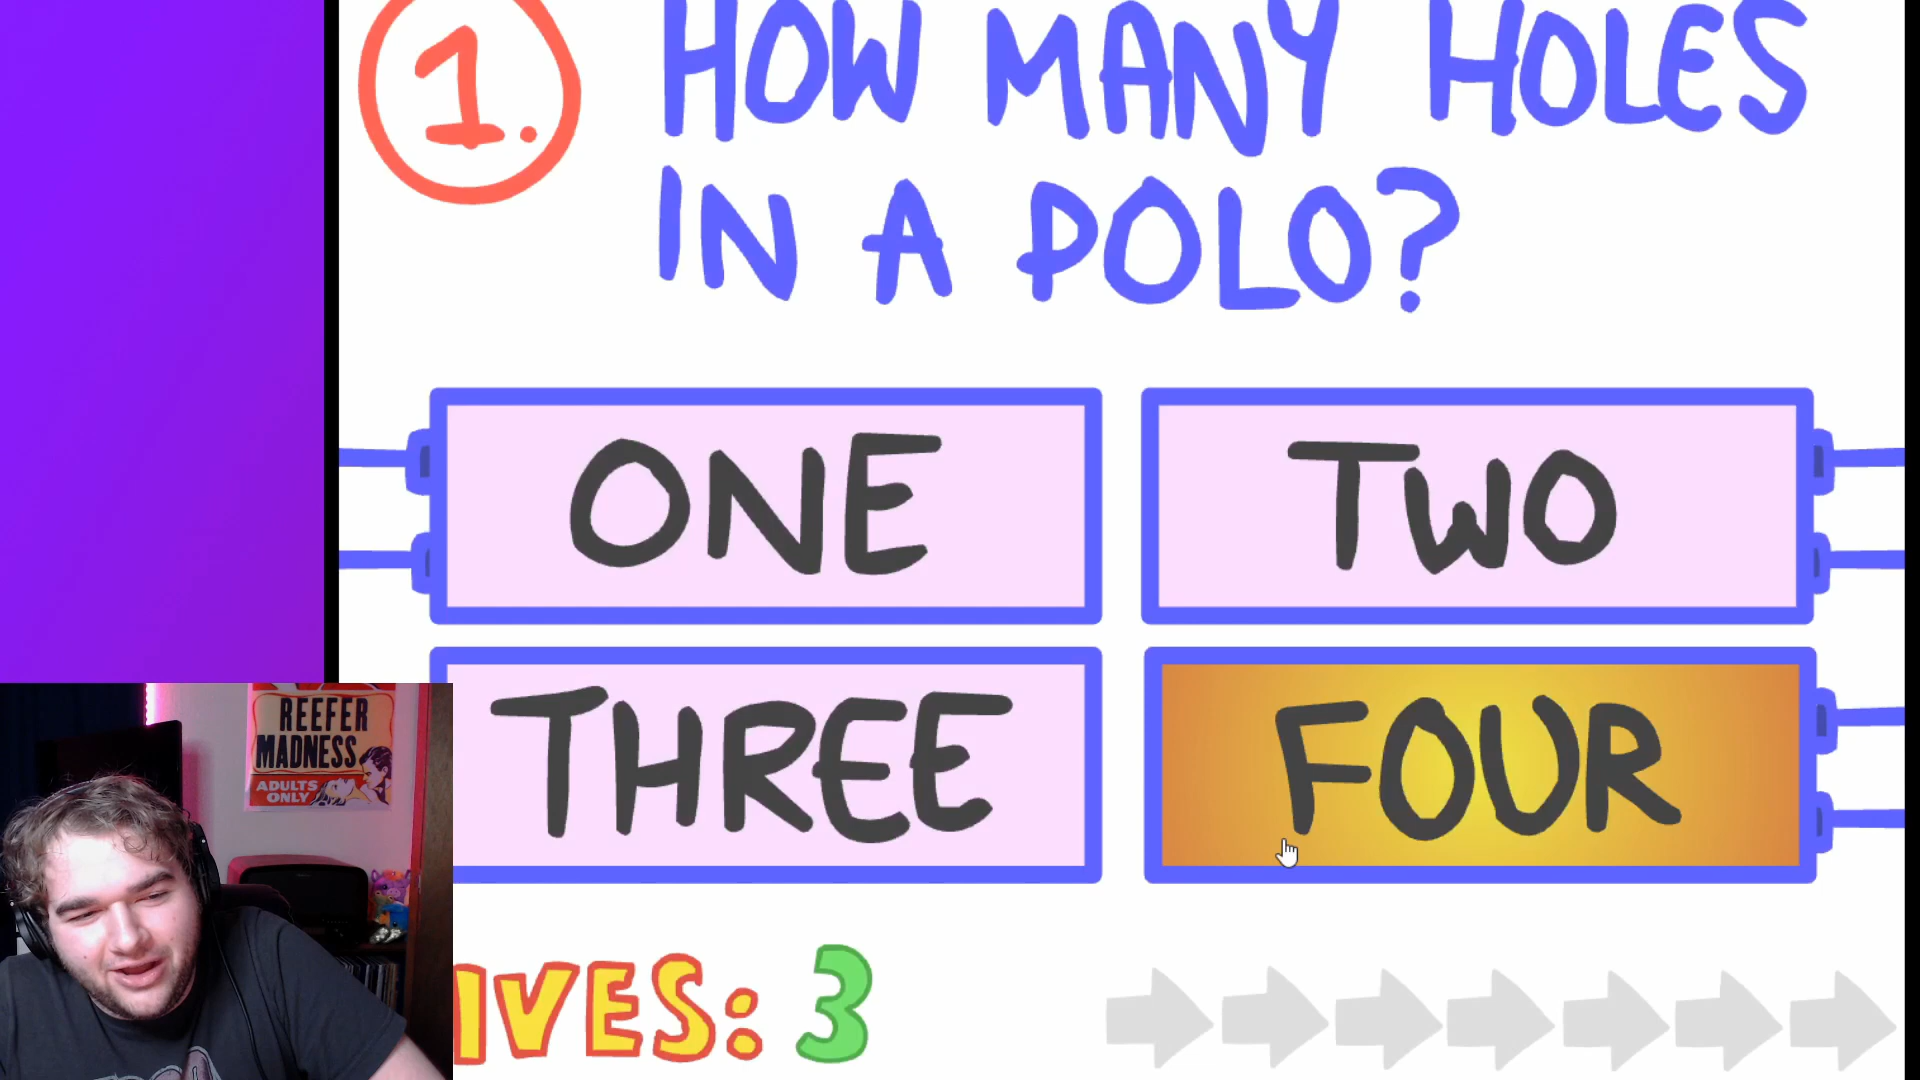 1.
HOW MANY HOLES
IN A POLO?
ONE
TWO
THREE
FOUR
REEFER
MADNESS
ADULTS
ONLY
IVES: 3